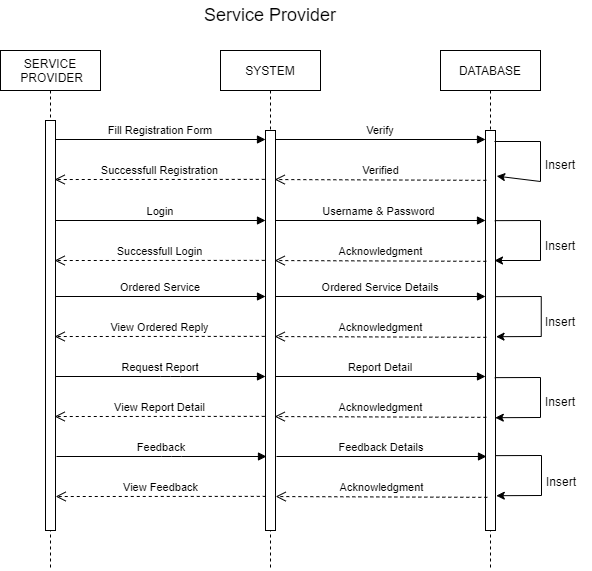 Service Provider
SERVICE
PROVIDER
SYSTEM
DATABASE
Fill Registration Form
Verify
Insert
Successfull Registration
Verified
Login
Username & Password
Insert
Successfull Login
Acknowledgment
Ordered Service
Ordered Service Details
Insert
View Ordered Reply
Acknowledgment
Request Report
Report Detail
Insert
View Report Detail
Acknowledgment
Feedback
Feedback Details
Insert
View Feedback
Acknowledgment